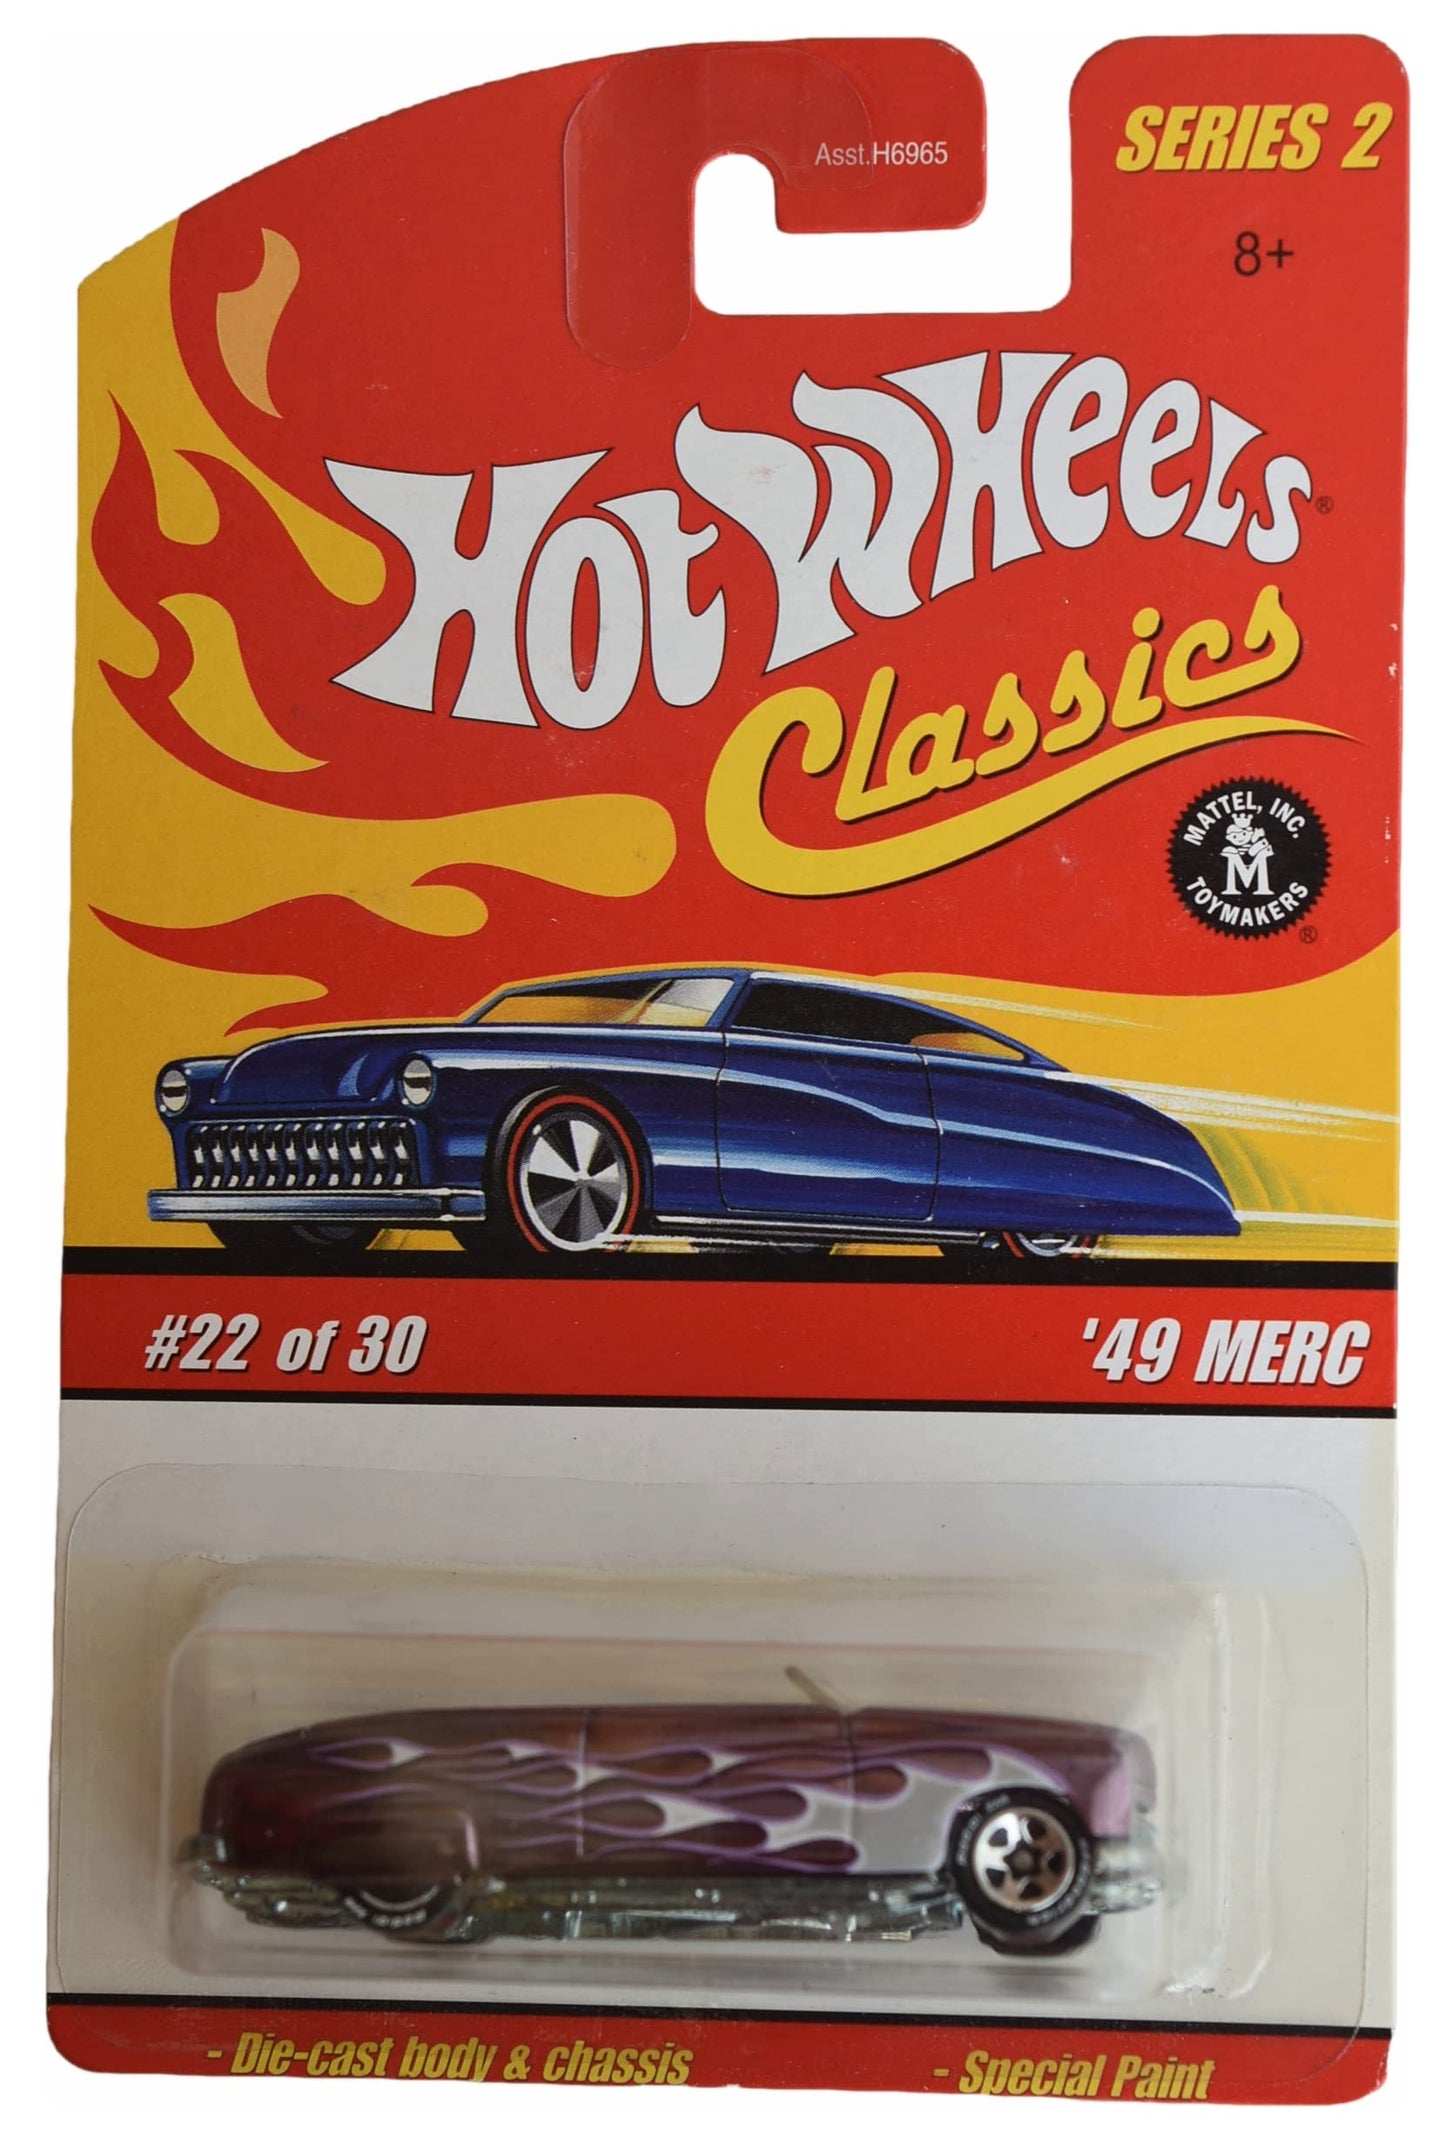 Asst.H6965
SERIES 2
8+
Hot Wheels®
Classics
MATTEL, INC.
M
TOYMAKERS
®
#22 of 30
'49 MERC
- Die-cast body & chassis
- Special Paint